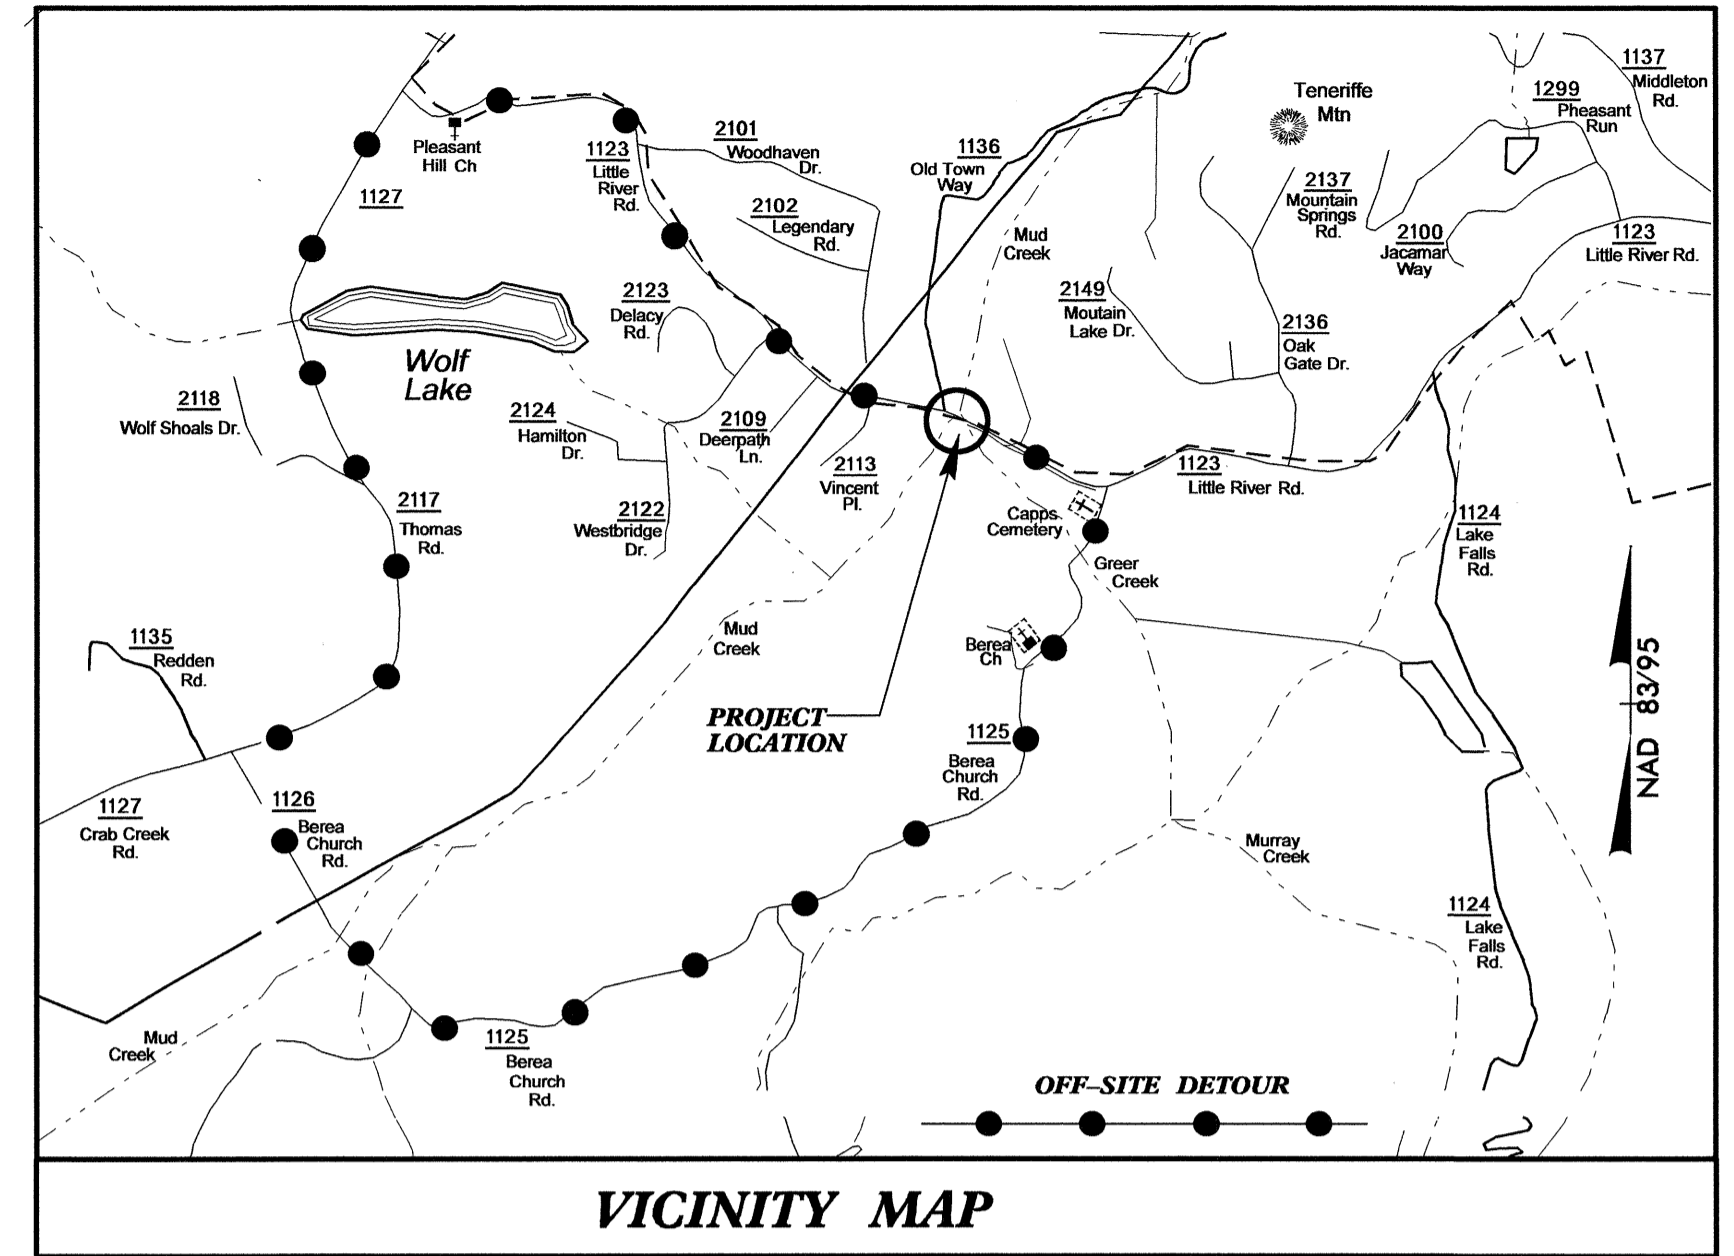 1137
Middleton
Rd.
1299
Pheasant
Run
Teneriffe
Mtn
Pleasant
Hill Ch
1123
Little
River
Rd.
2101
Woodhaven
Dr.
1136
Old Town
Way
1127
2102
Legendary
Rd.
2137
Mountain
Springs
Rd.
Mud
Creek
2100
Jacamar
Way
1123
Little River Rd.
2123
Delacy
Rd.
2149
Moutain
Lake Dr.
2136
Oak
Gate Dr.
Wolf
Lake
2118
Wolf Shoals Dr.
2124
Hamilton
Dr.
2109
Deerpath
Ln.
2113
Vincent
Pl.
1123
Little River Rd.
2117
Thomas
Rd.
2122
Westbridge
Dr.
Capps
Cemetery
1124
Lake
Falls
Rd.
Greer
Creek
1135
Redden
Rd.
Mud
Creek
Berea
Ch
NAD 83/95
PROJECT
LOCATION
1125
Berea
Church
Rd.
1127
Crab Creek
Rd.
1126
Berea
Church
Rd.
Murray
Creek
1124
Lake
Falls
Rd.
Mud
Creek
1125
Berea
Church
Rd.
OFF-SITE DETOUR
VICINITY MAP